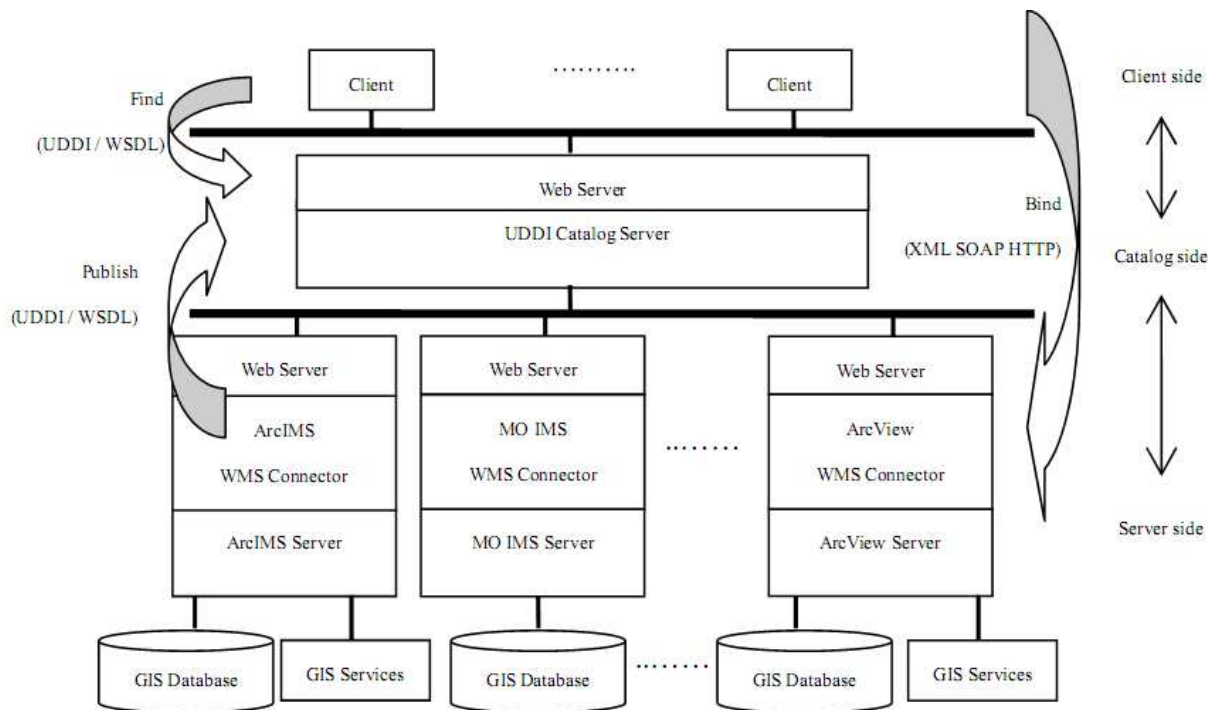 Client
Client
Client side
Find
(UDDI / WSDL)
Web Server
UDDI Catalog Server
Bind
(XML SOAP HTTP)
Catalog side
Publish
(UDDI / WSDL)
Web Server
ArcIMS
WMS Connector
ArcIMS Server
Web Server
MO IMS
WMS Connector
MO IMS Server
Web Server
ArcView
WMS Connector
ArcView Server
Server side
GIS Database
GIS Services
GIS Database
GIS Database
GIS Services